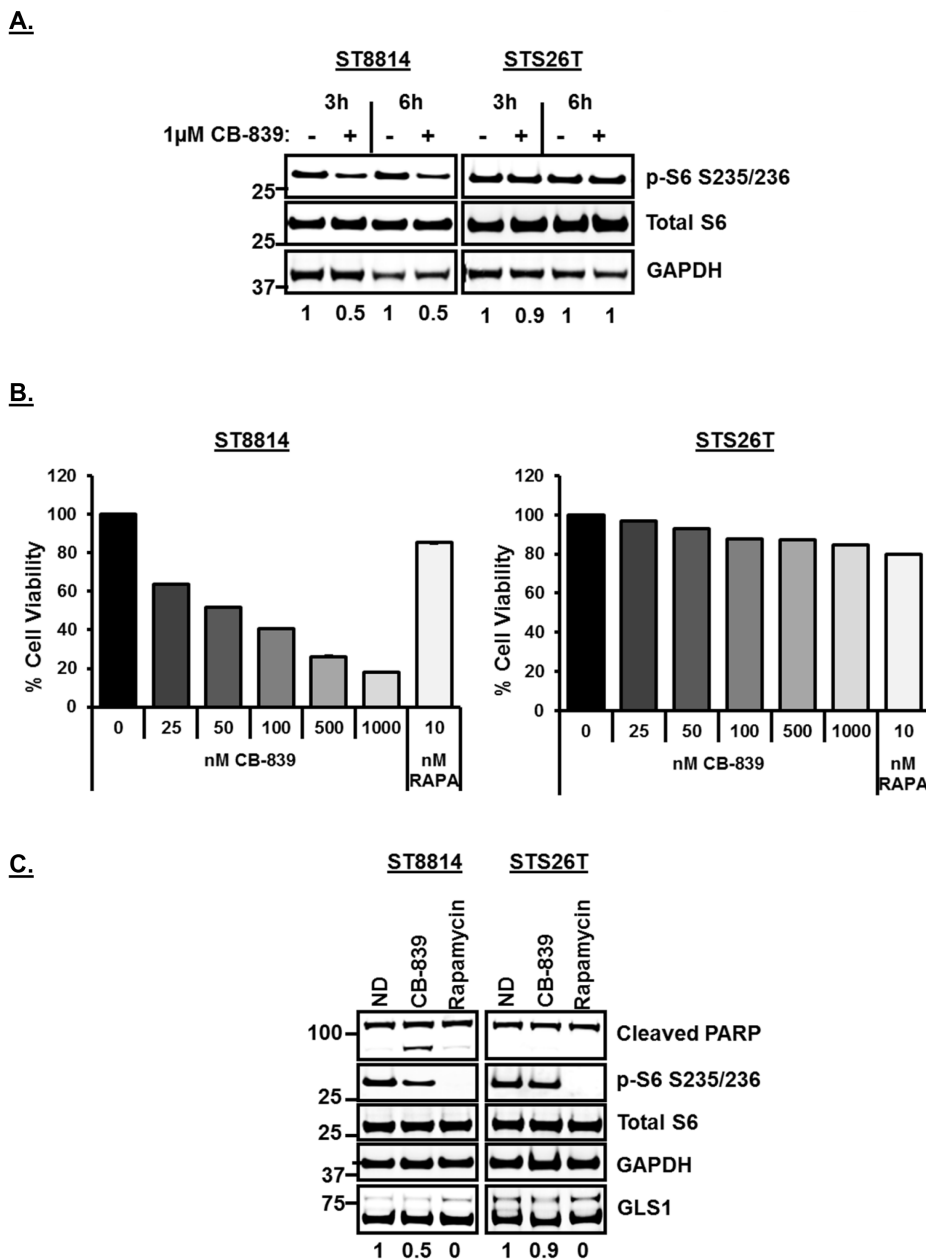 A.
ST8814 STS26T
3h 6h 3h 6h
1µM CB-839: - + - + - + - +
25 p-S6 S235/236
25 Total S6
37 GAPDH
1 0.5 1 0.5 1 0.9 1 1
B.
ST8814
% Cell Viability
120
100
80
60
40
20
0
0 25 50 100 500 1000 10
nM CB-839 nM
RAPA
STS26T
% Cell Viability
120
100
80
60
40
20
0
0 25 50 100 500 1000 10
nM CB-839 nM
RAPA
C.
ST8814 STS26T
ND CB-839 Rapamycin ND CB-839 Rapamycin
100 Cleaved PARP
25 p-S6 S235/236
25 Total S6
37 GAPDH
75 GLS1
1 0.5 0 1 0.9 0